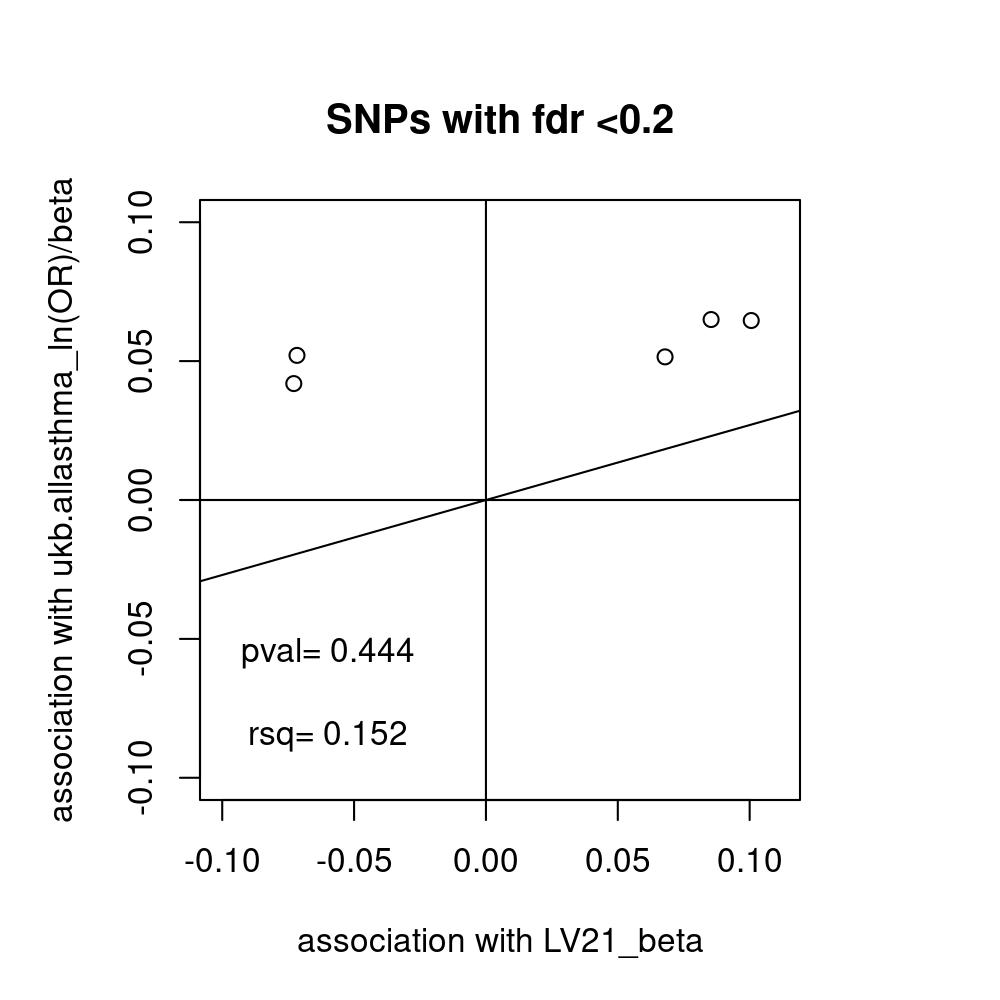 SNPs with fdr <0.2
association with ukb.allasthma_ln(OR)/beta
0.10
0.05
0.00
-0.05
-0.10
pval= 0.444
rsq= 0.152
-0.10 -0.05 0.00 0.05 0.10
association with LV21_beta